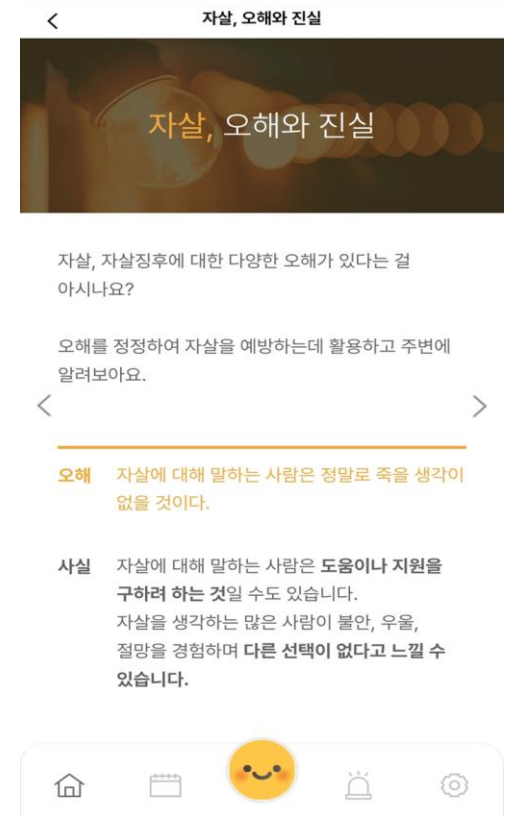 자살, 오해와 진실
자살, 오해와 진실
자살, 자살징후에 대한 다양한 오해가 있다는 걸
아시나요?
오해를 정정하여 자살을 예방하는데 활용하고 주변에
알려보아요.
오해 자살에 대해 말하는 사람은 정말로 죽을 생각이
없을 것이다.
사실 자살에 대해 말하는 사람은 도움이나 지원을
구하려 하는 것일 수도 있습니다.
자살을 생각하는 많은 사람이 불안, 우울,
절망을 경험하며 다른 선택이 없다고 느낄 수
있습니다.